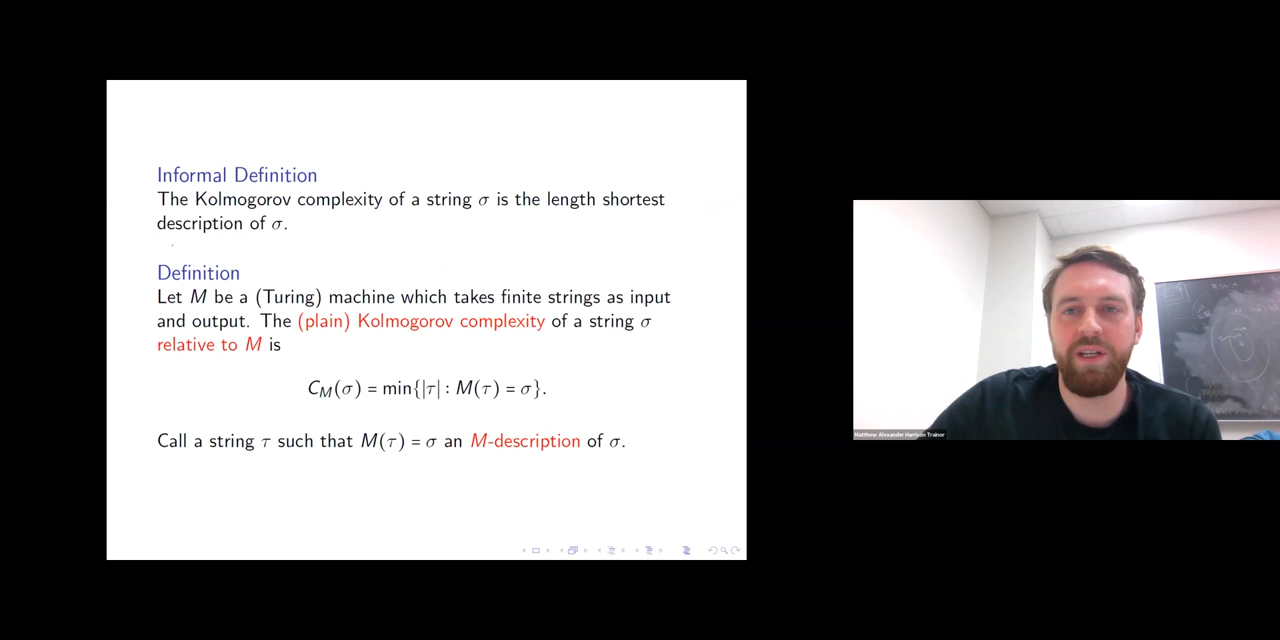 Informal Definition
The Kolmogorov complexity of a string σ is the length shortest
description of σ.
Definition
Let M be a (Turing) machine which takes finite strings as input
and output. The (plain) Kolmogorov complexity of a string σ
relative to M is
C_M(σ) = min{|τ| : M(τ) = σ}.
Call a string τ such that M(τ) = σ an M-description of σ.
Matthew Alexander Harrison Trainor